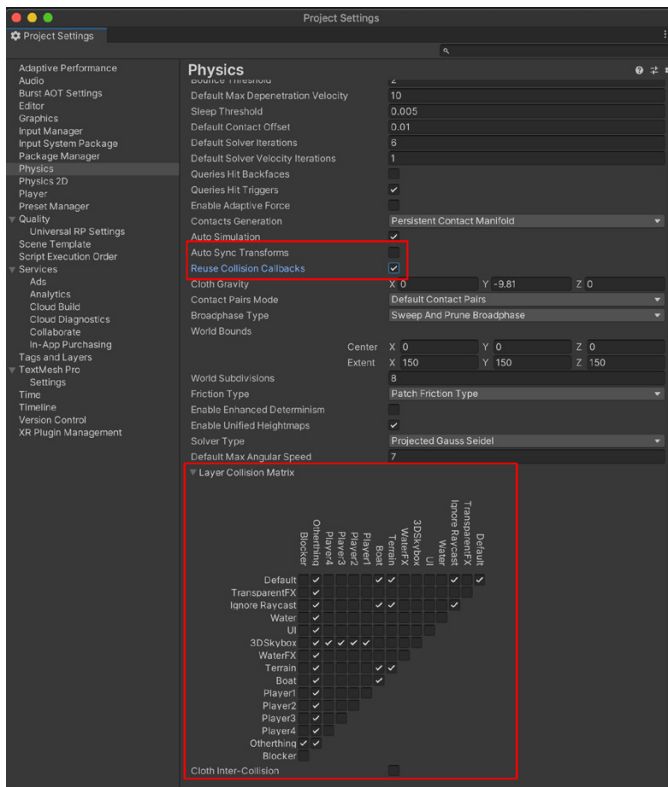 Project Settings
Project Settings
Adaptive Performance
Audio
Burst AOT Settings
Editor
Graphics
Input Manager
Input System Package
Package Manager
Physics
Physics 2D
Player
Preset Manager
Quality
Universal RP Settings
Scene Template
Script Execution Order
Services
Ads
Analytics
Cloud Build
Cloud Diagnostics
Collaborate
In-App Purchasing
Tags and Layers
TextMesh Pro
Settings
Time
Timeline
Version Control
XR Plugin Management
Physics
Bounce Threshold 2
Default Max Depenetration Velocity 10
Sleep Threshold 0.005
Default Contact Offset 0.01
Default Solver Iterations 6
Default Solver Velocity Iterations 1
Queries Hit Backfaces
Queries Hit Triggers
Enable Adaptive Force
Contacts Generation Persistent Contact Manifold
Auto Simulation
Auto Sync Transforms
Reuse Collision Callbacks
Cloth Gravity X 0 Y -9.81 Z 0
Contact Pairs Mode Default Contact Pairs
Broadphase Type Sweep And Prune Broadphase
World Bounds
Center X 0 Y 0 Z 0
Extent X 150 Y 150 Z 150
World Subdivisions 8
Friction Type Patch Friction Type
Enable Enhanced Determinism
Enable Unified Heightmaps
Solver Type Projected Gauss Seidel
Default Max Angular Speed 7
Layer Collision Matrix
Blocker
Otherthing
Player4
Player3
Player2
Player1
Boat
Terrain
WaterFX
3DSkybox
UI
Water
Ignore Raycast
TransparentFX
Default
Default
TransparentFX
Ignore Raycast
Water
UI
3DSkybox
WaterFX
Terrain
Boat
Player1
Player2
Player3
Player4
Otherthing
Blocker
Cloth Inter-Collision